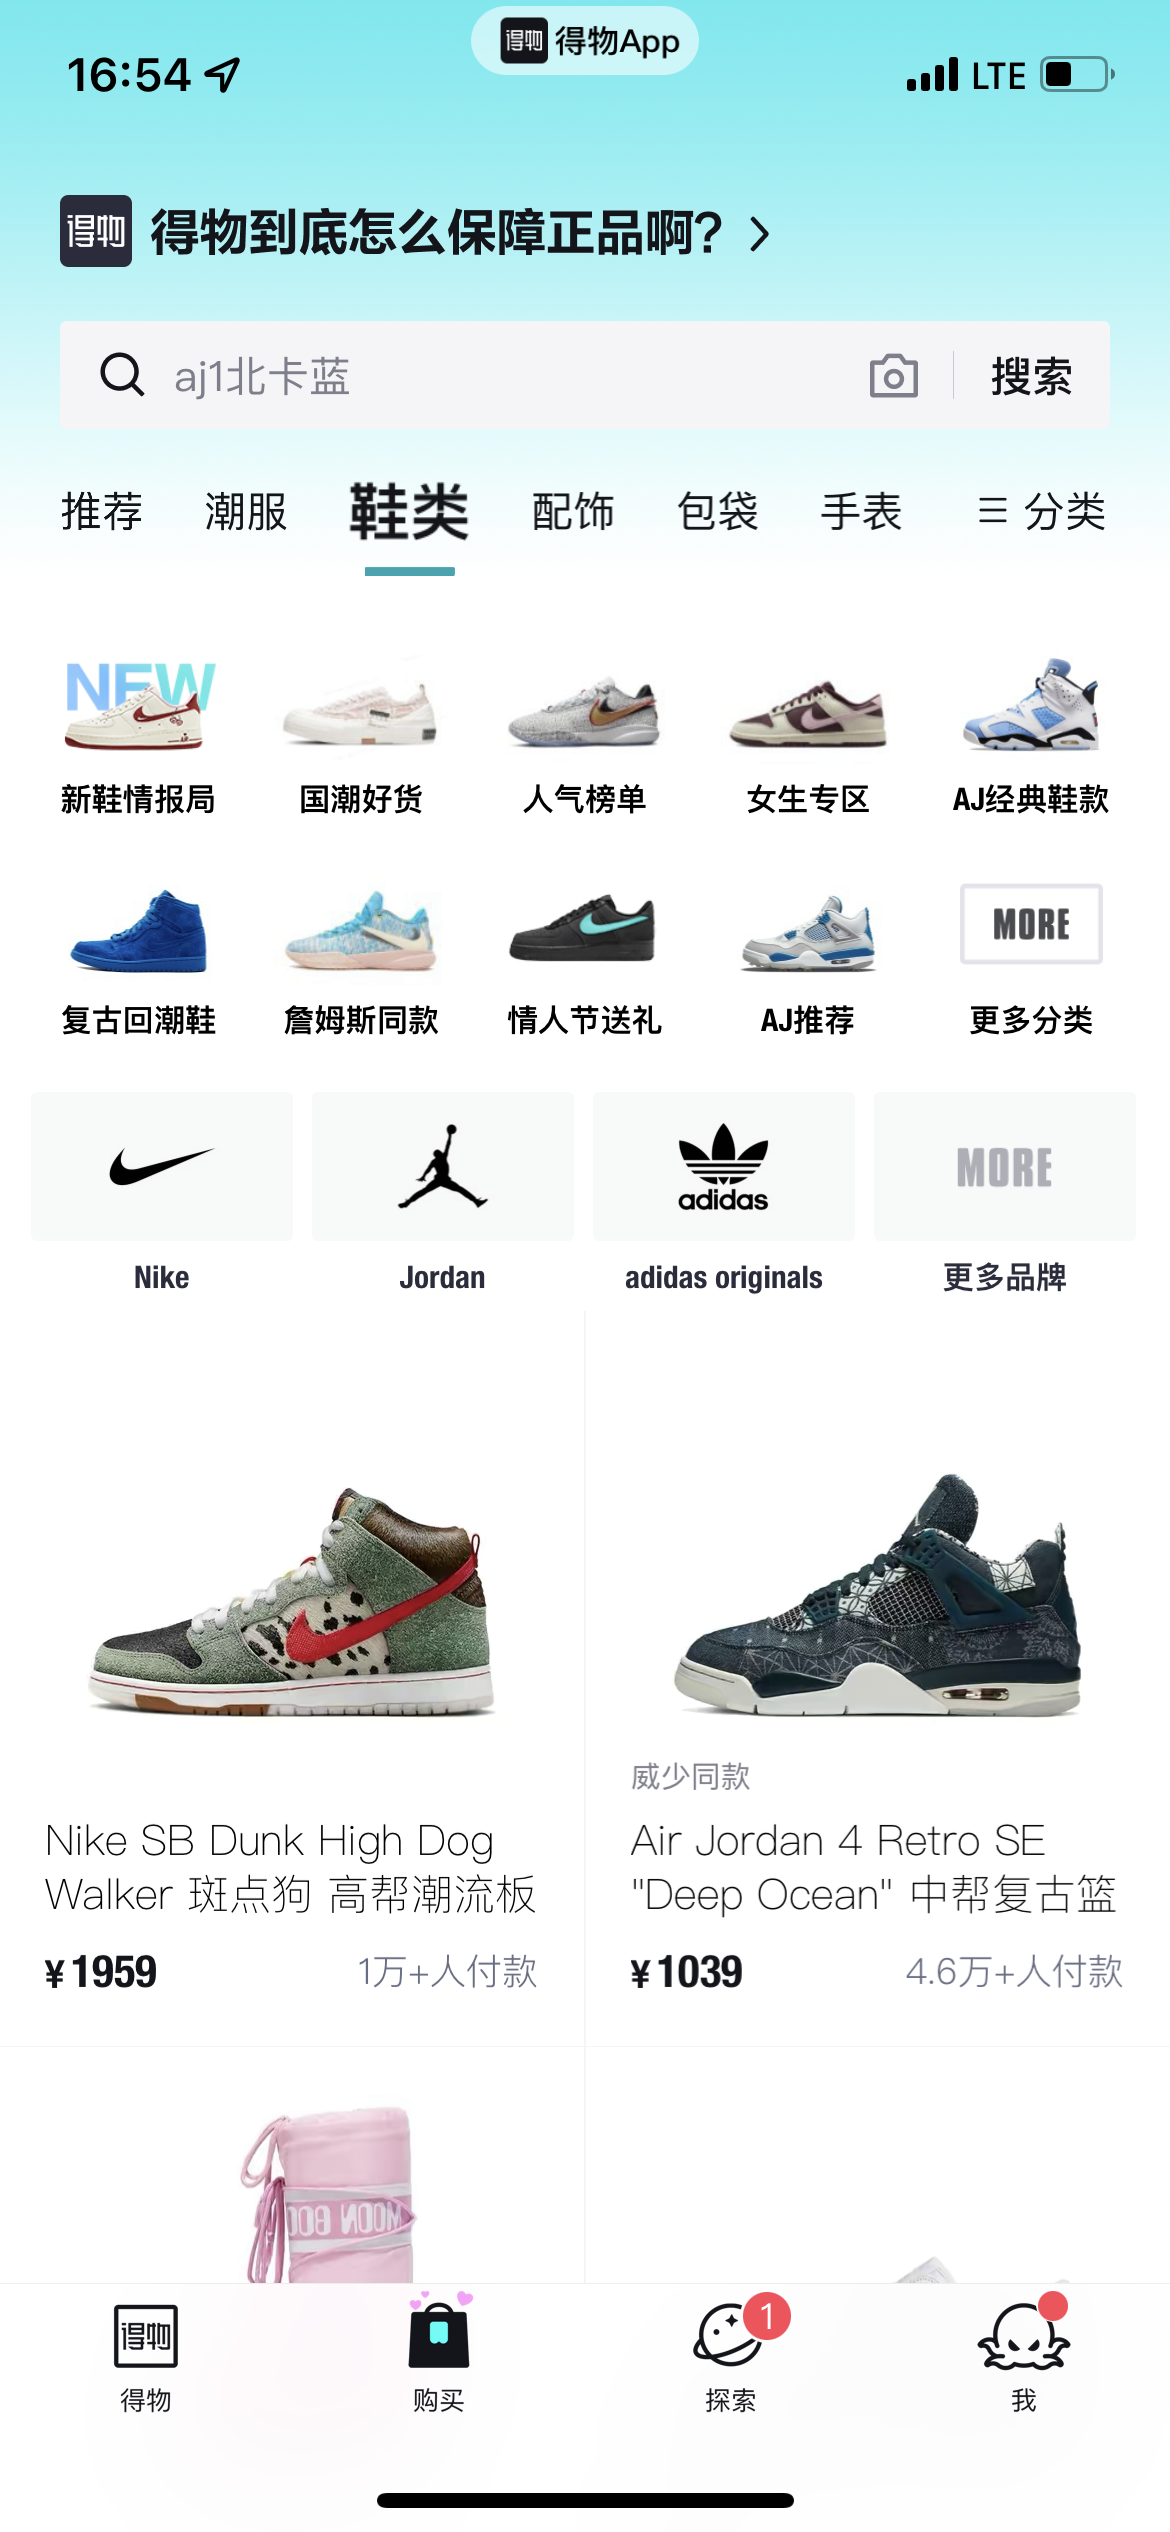 得物 得物App
16:54 LTE
得物 得物到底怎么保障正品啊?
aj1北卡蓝 搜索
推荐 潮服 鞋类 配饰 包袋 手表 分类
NEW
新鞋情报局 国潮好货 人气榜单 女生专区 AJ经典鞋款
MORE
复古回潮鞋 詹姆斯同款 情人节送礼 AJ推荐 更多分类
adidas MORE
Nike Jordan adidas originals 更多品牌
威少同款
Nike SB Dunk High Dog
Walker 斑点狗 高帮潮流板
¥1959 1万+人付款
Air Jordan 4 Retro SE
"Deep Ocean" 中帮复古篮
¥1039 4.6万+人付款
MOON BOO
得物 1
得物 购买 探索 我